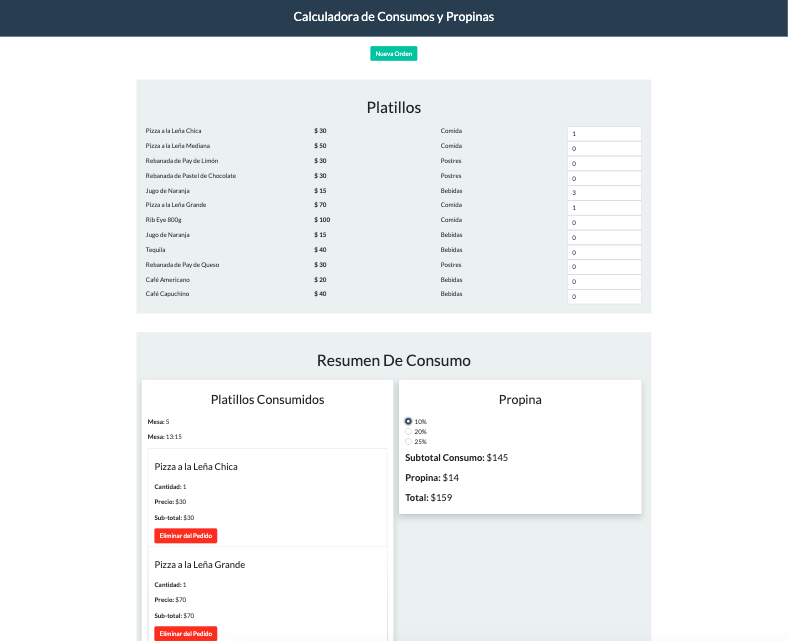 Calculadora de Consumos y Propinas
Nueva Orden
Platillos
Pizza a la Leña Chica $ 30 Comida 1
Pizza a la Leña Mediana $ 50 Comida 0
Rebanada de Pay de Limón $ 30 Postres 0
Rebanada de Pastel de Chocolate $ 30 Postres 0
Jugo de Naranja $ 15 Bebidas 3
Pizza a la Leña Grande $ 70 Comida 1
Rib Eye 800g $ 100 Comida 0
Jugo de Naranja $ 15 Bebidas 0
Tequila $ 40 Bebidas 0
Rebanada de Pay de Queso $ 30 Postres 0
Café Americano $ 20 Bebidas 0
Café Capuchino $ 40 Bebidas 0
Resumen De Consumo
Platillos Consumidos
Mesa: 5
Mesa: 13:15
Pizza a la Leña Chica
Cantidad: 1
Precio: $30
Sub-total: $30
Eliminar del Pedido
Pizza a la Leña Grande
Cantidad: 1
Precio: $70
Sub-total: $70
Eliminar del Pedido
Propina
10%
20%
25%
Subtotal Consumo: $145
Propina: $14
Total: $159